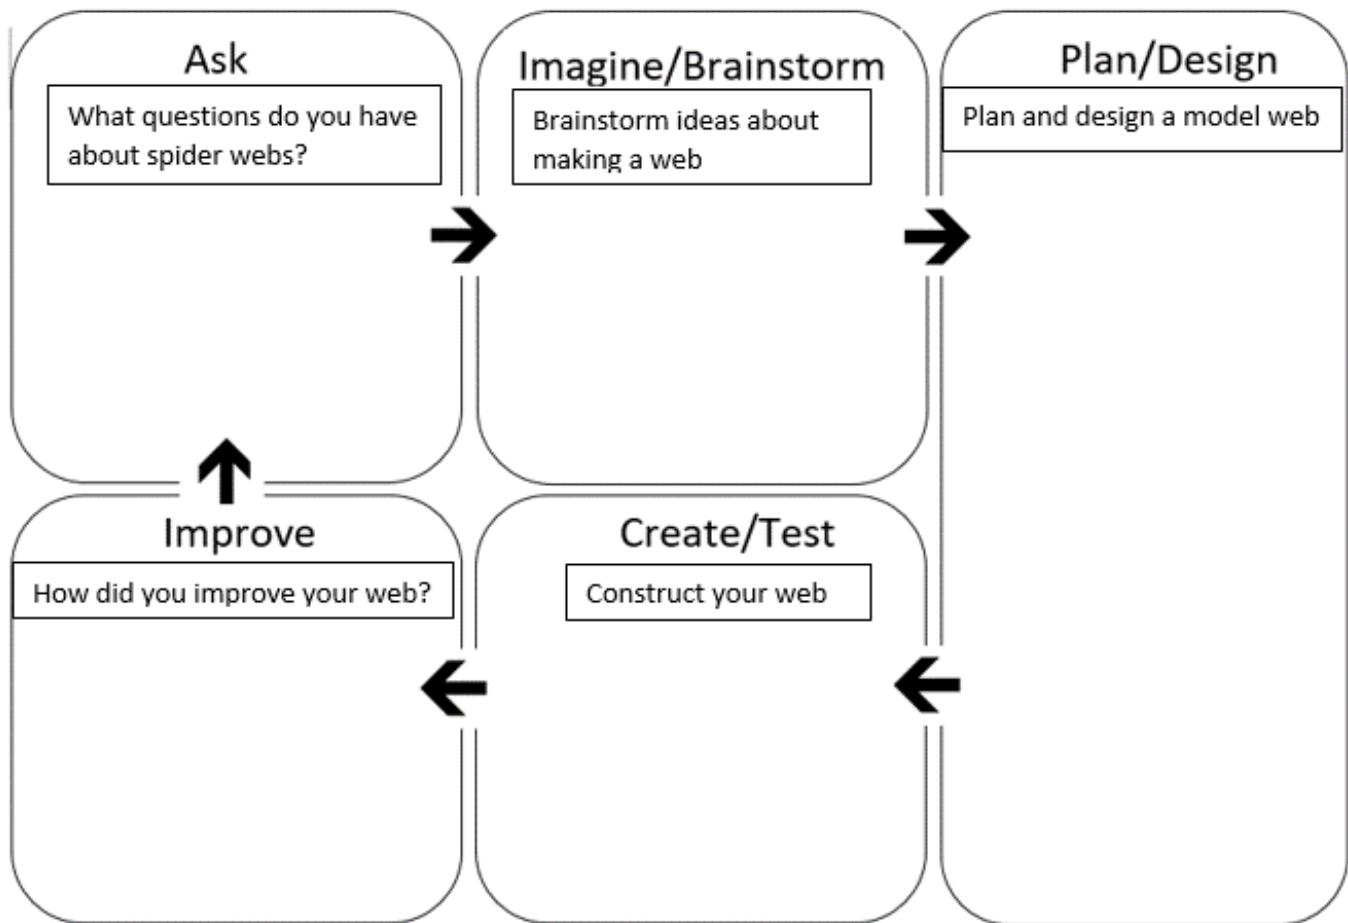 Ask
What questions do you have
about spider webs?
Imagine/Brainstorm
Brainstorm ideas about
making a web
Plan/Design
Plan and design a model web
Create/Test
Construct your web
Improve
How did you improve your web?